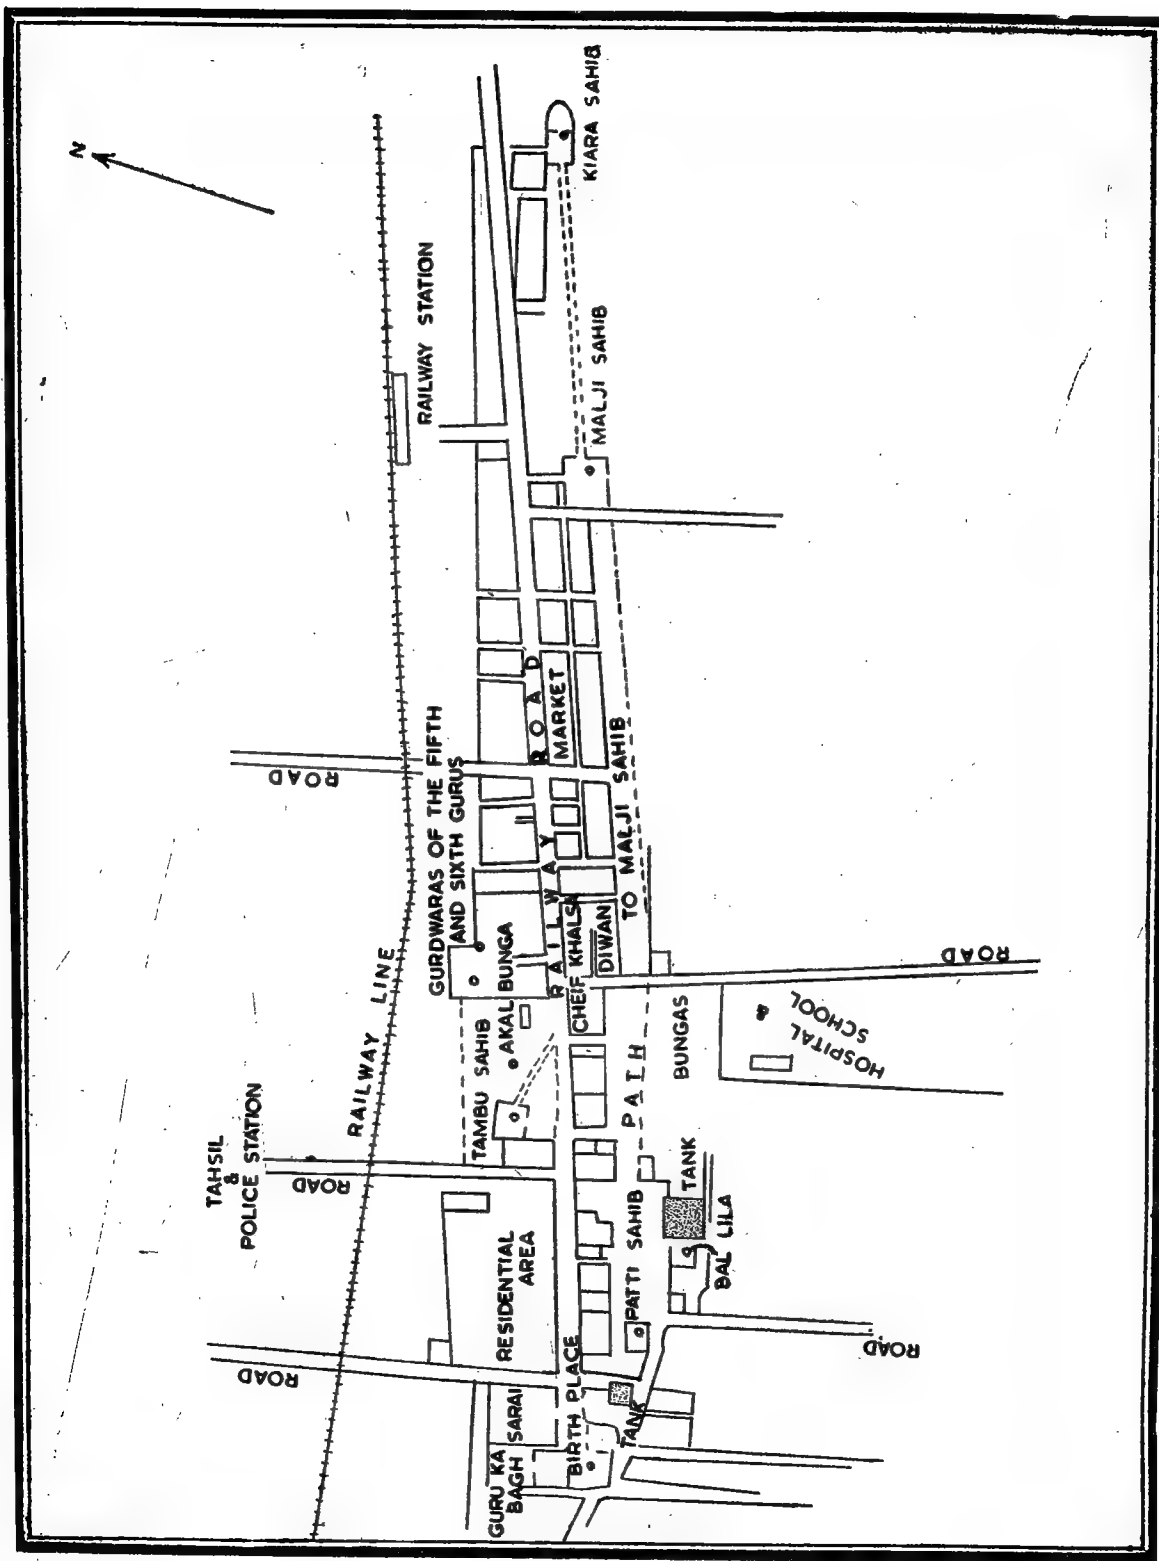 N
KIARA SAHIB
RAILWAY STATION
MALJI SAHIB
ROAD
GURDWARAS OF THE FIFTH
AND SIXTH GURUS
RAILWAY ROAD
MARKET
TO MALJI SAHIB
RAILWAY LINE
AKAL BUNGA
CHEIF KHALSA
DIWAN
ROAD
TAMBU SAHIB
PATH
BUNGAS
HOSPITAL
SCHOOL
TAHSIL
&
POLICE STATION
ROAD
RESIDENTIAL
AREA
PATTI SAHIB
TANK
BAL LILA
ROAD
ROAD
GURU KA
BAGH
SARAI
BIRTH PLACE
TANK